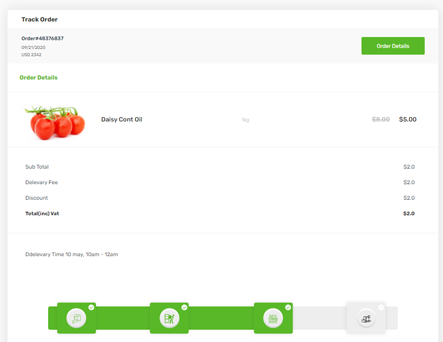 Track Order
Order#48376837
09/21/2020
USD 2342
Order Details
Order Details
Daisy Cont Oil
1kg
$8.00 $5.00
Sub Total $2.0
Delevary Fee $2.0
Discount $2.0
Total(inc) Vat $2.0
Ddelevary Time 10 may, 10am - 12am